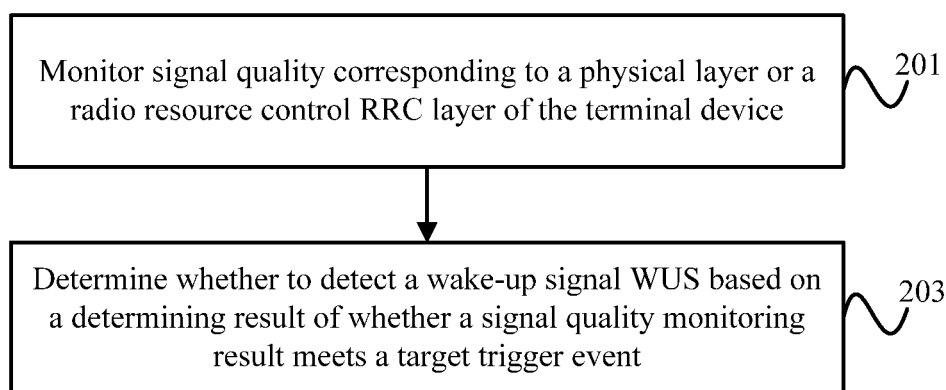 Monitor signal quality corresponding to a physical layer or a
radio resource control RRC layer of the terminal device
201
Determine whether to detect a wake-up signal WUS based on
a determining result of whether a signal quality monitoring
result meets a target trigger event
203